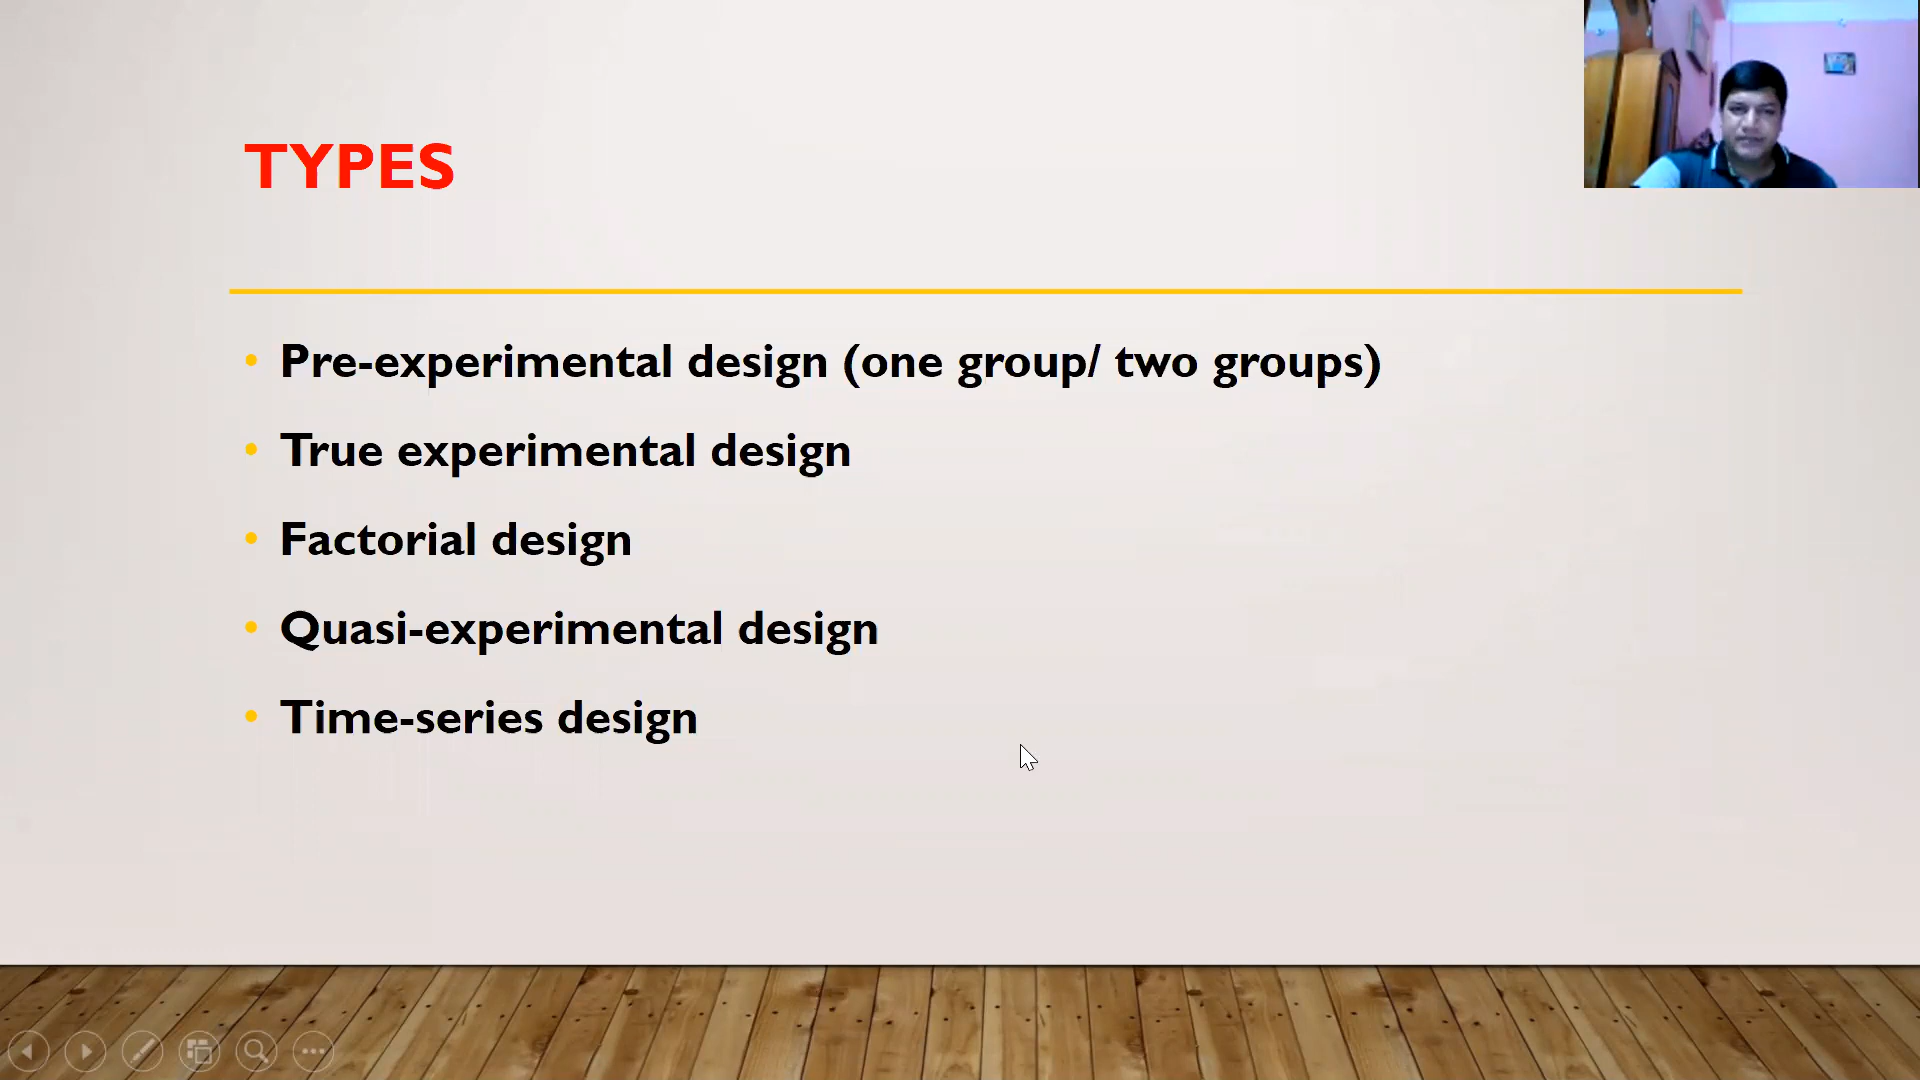 TYPES
• Pre-experimental design (one group/ two groups)
• True experimental design
• Factorial design
• Quasi-experimental design
• Time-series design